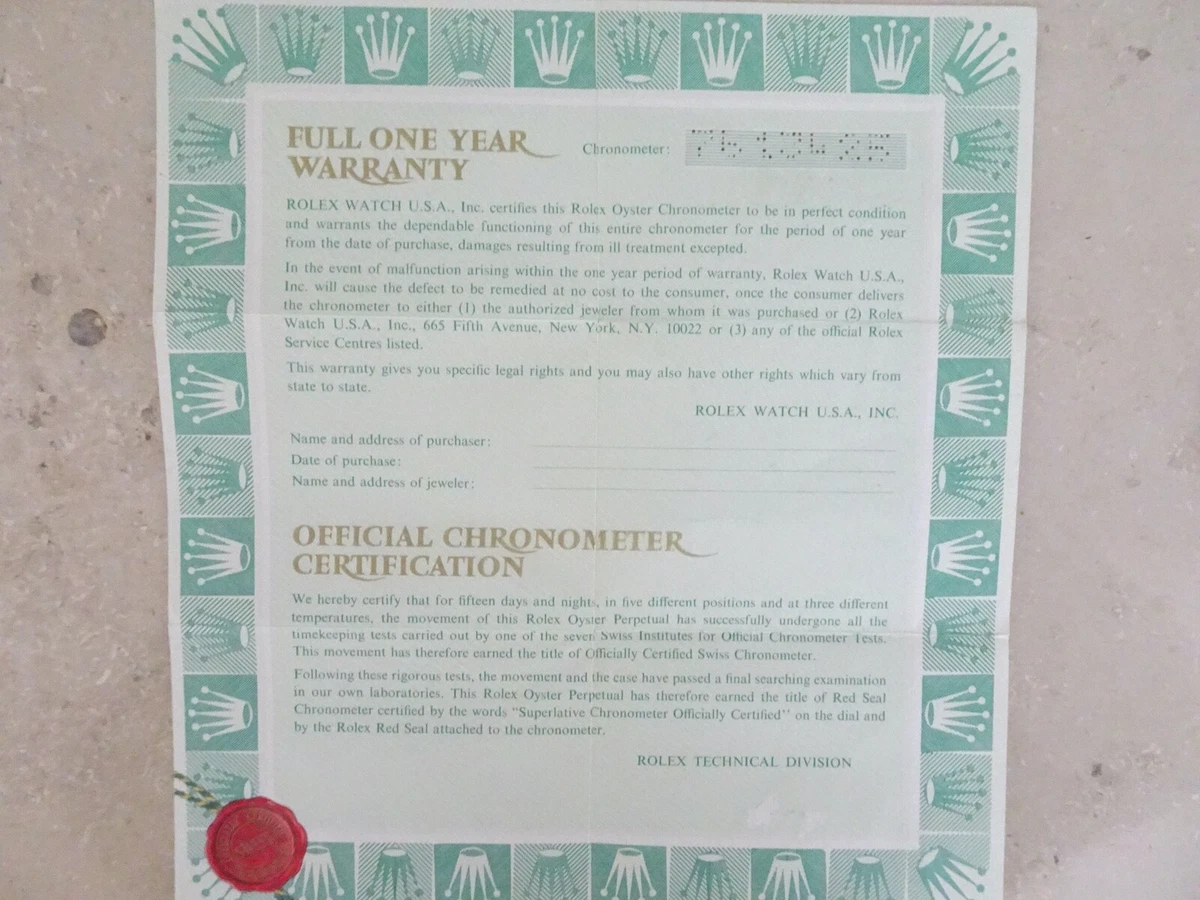 FULL ONE YEAR
WARRANTY
Chronometer:
ROLEX WATCH U.S.A., Inc. certifies this Rolex Oyster Chronometer to be in perfect condition
and warrants the dependable functioning of this entire chronometer for the period of one year
from the date of purchase, damages resulting from ill treatment excepted.
In the event of malfunction arising within the one year period of warranty, Rolex Watch U.S.A.,
Inc. will cause the defect to be remedied at no cost to the consumer, once the consumer delivers
the chronometer to either (1) the authorized jeweler from whom it was purchased or (2) Rolex
Watch U.S.A., Inc., 665 Fifth Avenue, New York, N.Y. 10022 or (3) any of the official Rolex
Service Centres listed.
This warranty gives you specific legal rights and you may also have other rights which vary from
state to state.
ROLEX WATCH U.S.A., INC.
Name and address of purchaser:
Date of purchase:
Name and address of jeweler:
OFFICIAL CHRONOMETER
CERTIFICATION
We hereby certify that for fifteen days and nights, in five different positions and at three different
temperatures, the movement of this Rolex Oyster Perpetual has successfully undergone all the
timekeeping tests carried out by one of the seven Swiss Institutes for Official Chronometer Tests.
This movement has therefore earned the title of Officially Certified Swiss Chronometer.
Following these rigorous tests, the movement and the case have passed a final searching examination
in our own laboratories. This Rolex Oyster Perpetual has therefore earned the title of Red Seal
Chronometer certified by the words "Superlative Chronometer Officially Certified" on the dial and
by the Rolex Red Seal attached to the chronometer.
ROLEX TECHNICAL DIVISION